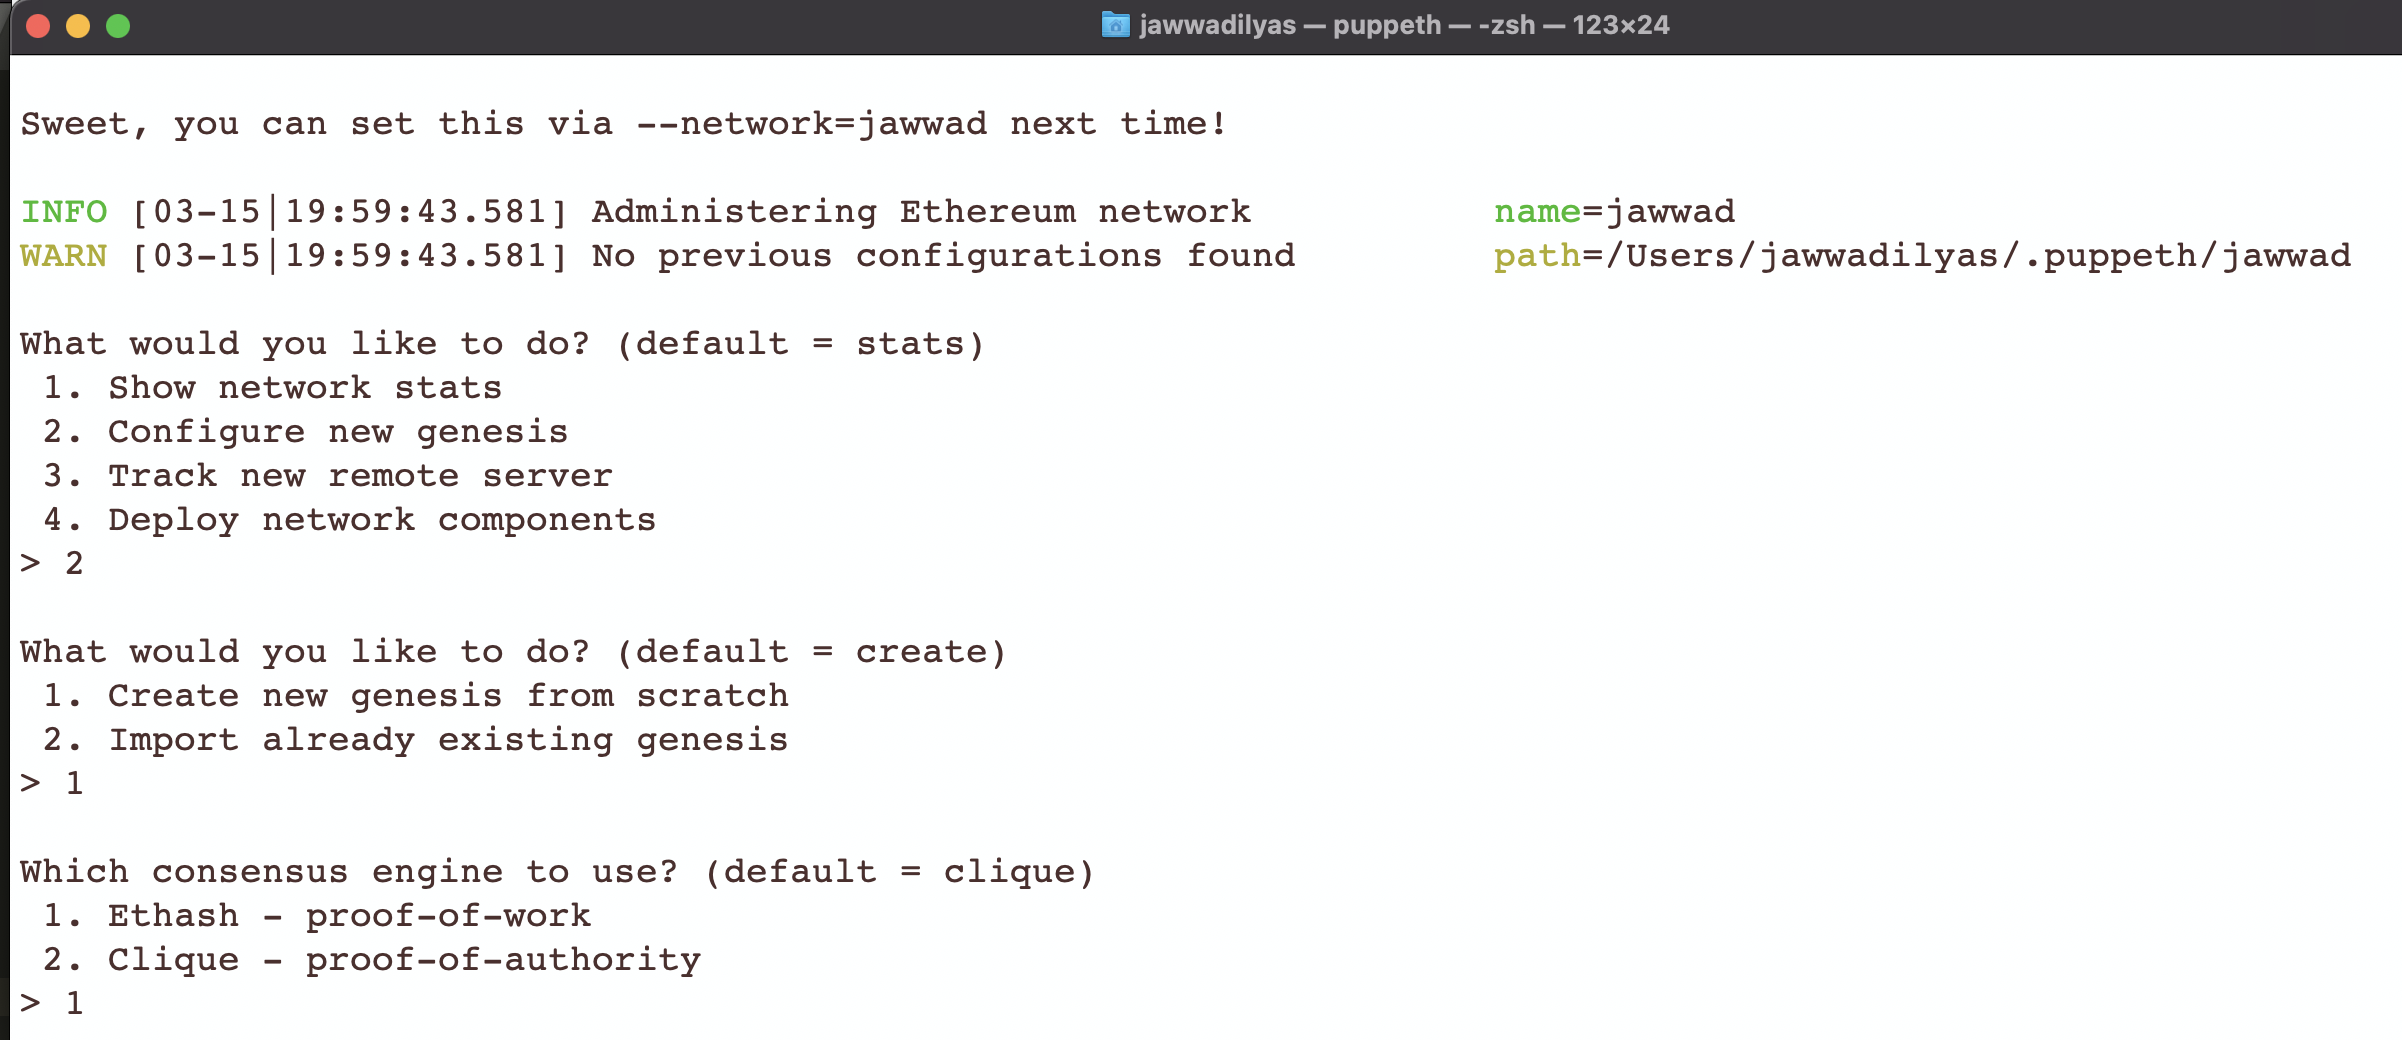 jawwadilyas — puppeth — -zsh — 123×24
Sweet, you can set this via --network=jawwad next time!
INFO [03-15|19:59:43.581] Administering Ethereum network name=jawwad
WARN [03-15|19:59:43.581] No previous configurations found path=/Users/jawwadilyas/.puppeth/jawwad
What would you like to do? (default = stats)
1. Show network stats
2. Configure new genesis
3. Track new remote server
4. Deploy network components
> 2
What would you like to do? (default = create)
1. Create new genesis from scratch
2. Import already existing genesis
> 1
Which consensus engine to use? (default = clique)
1. Ethash - proof-of-work
2. Clique - proof-of-authority
> 1